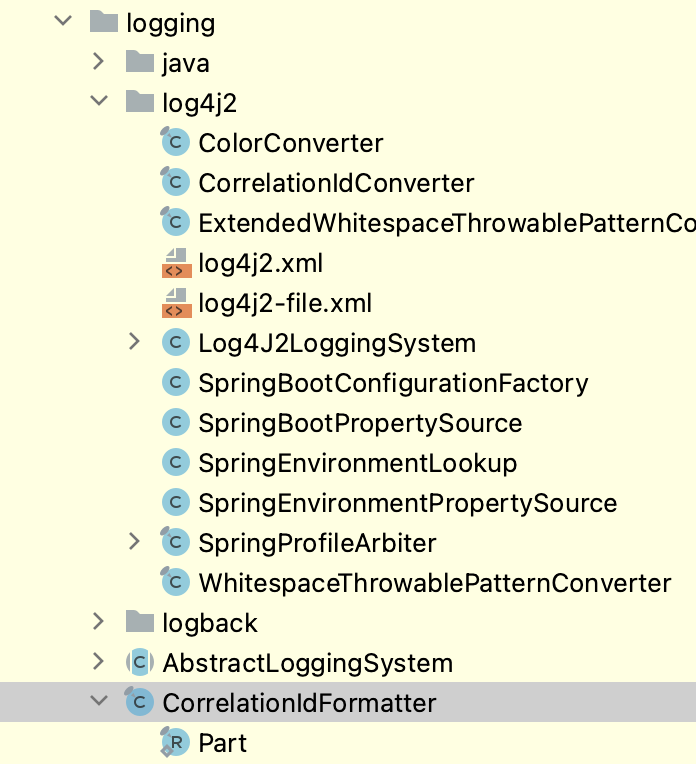 logging
java
log4j2
ColorConverter
CorrelationIdConverter
ExtendedWhitespaceThrowablePatternCo
log4j2.xml
log4j2-file.xml
Log4J2LoggingSystem
SpringBootConfigurationFactory
SpringBootPropertySource
SpringEnvironmentLookup
SpringEnvironmentPropertySource
SpringProfileArbiter
WhitespaceThrowablePatternConverter
logback
AbstractLoggingSystem
CorrelationIdFormatter
Part